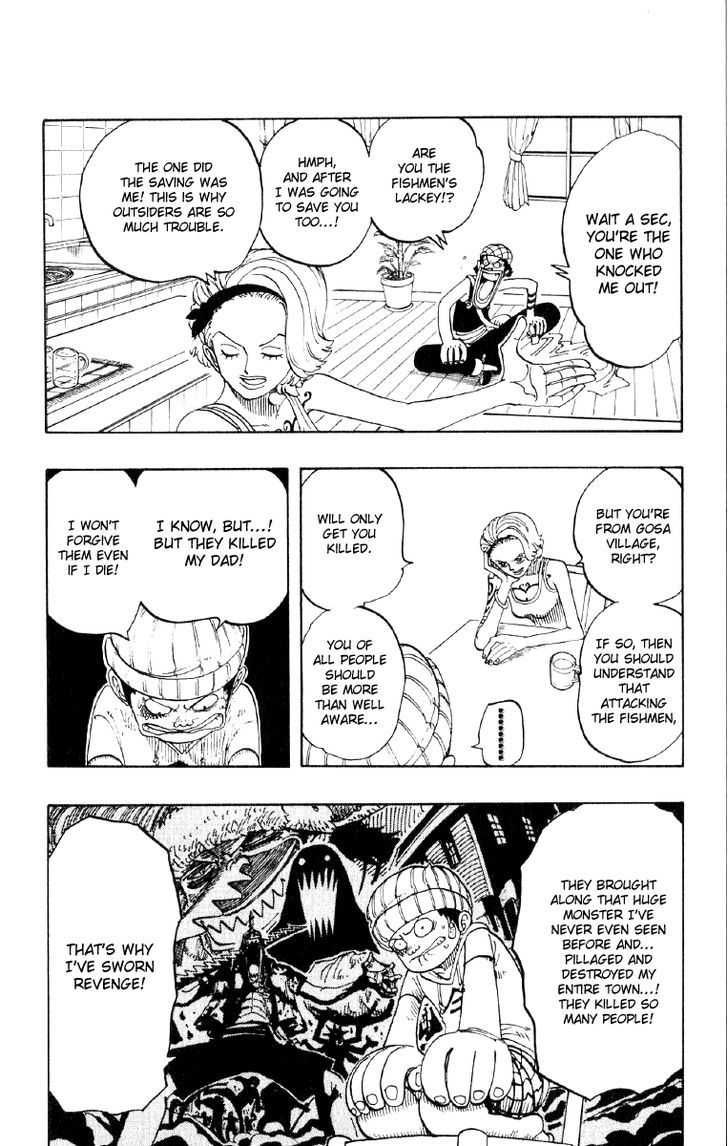 WAIT A SEC,
YOU'RE THE
ONE WHO
KNOCKED
ME OUT!
ARE
YOU THE
FISHMEN'S
LACKEY!?
HMPH,
AND AFTER
I WAS GOING
TO SAVE YOU
TOO...!
THE ONE DID
THE SAVING WAS
ME! THIS IS WHY
OUTSIDERS ARE SO
MUCH TROUBLE.
BUT YOU'RE
FROM GOSA
VILLAGE,
RIGHT?
IF SO, THEN
YOU SHOULD
UNDERSTAND
THAT
ATTACKING
THE FISHMEN,
WILL ONLY
GET YOU
KILLED.
YOU OF
ALL PEOPLE
SHOULD
BE MORE
THAN WELL
AWARE...
.........
I KNOW, BUT...!
BUT THEY KILLED
MY DAD!
I WON'T
FORGIVE
THEM EVEN
IF I DIE!
THEY BROUGHT
ALONG THAT HUGE
MONSTER I'VE
NEVER EVEN SEEN
BEFORE AND...
PILLAGED AND
DESTROYED MY
ENTIRE TOWN...!
THEY KILLED SO
MANY PEOPLE!
THAT'S WHY
I'VE SWORN
REVENGE!